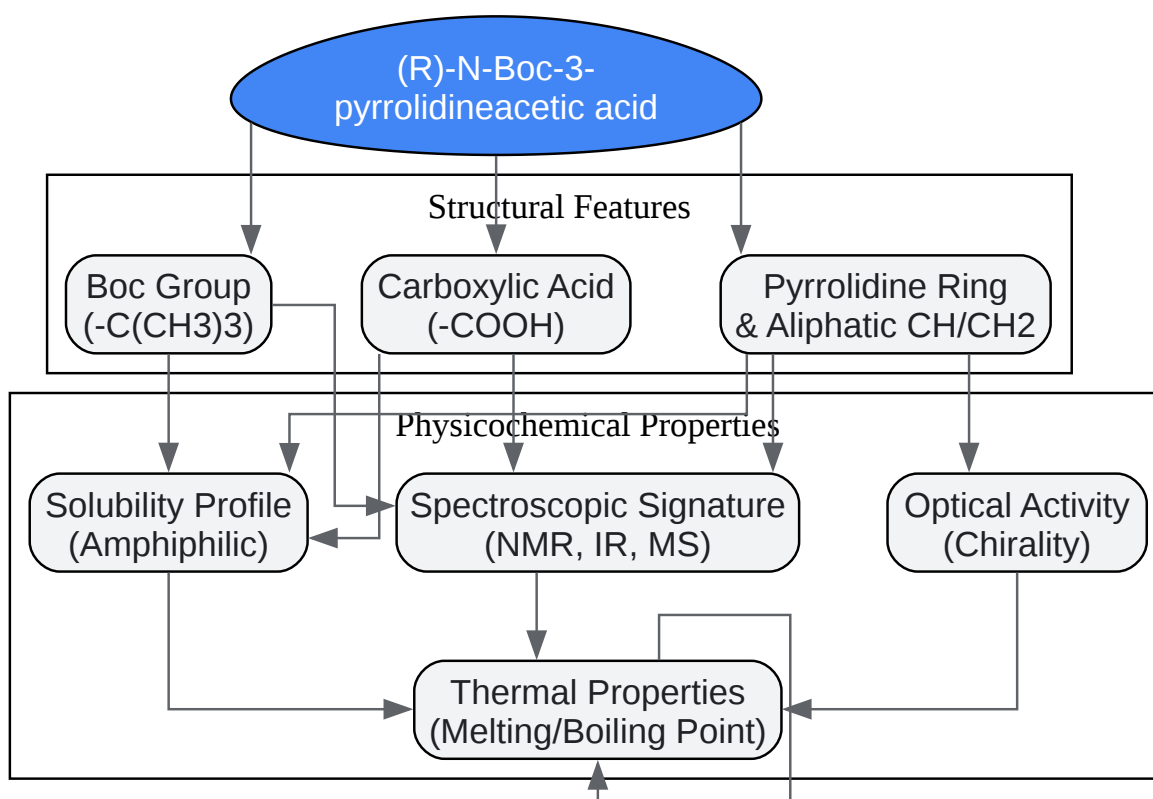 (R)-N-Boc-3-
pyrrolidineacetic acid
Structural Features
Boc Group
(-C(CH3)3)
Carboxylic Acid
(-COOH)
Pyrrolidine Ring
& Aliphatic CH/CH2
Physicochemical Properties
Solubility Profile
(Amphiphilic)
Spectroscopic Signature
(NMR, IR, MS)
Optical Activity
(Chirality)
Thermal Properties
(Melting/Boiling Point)